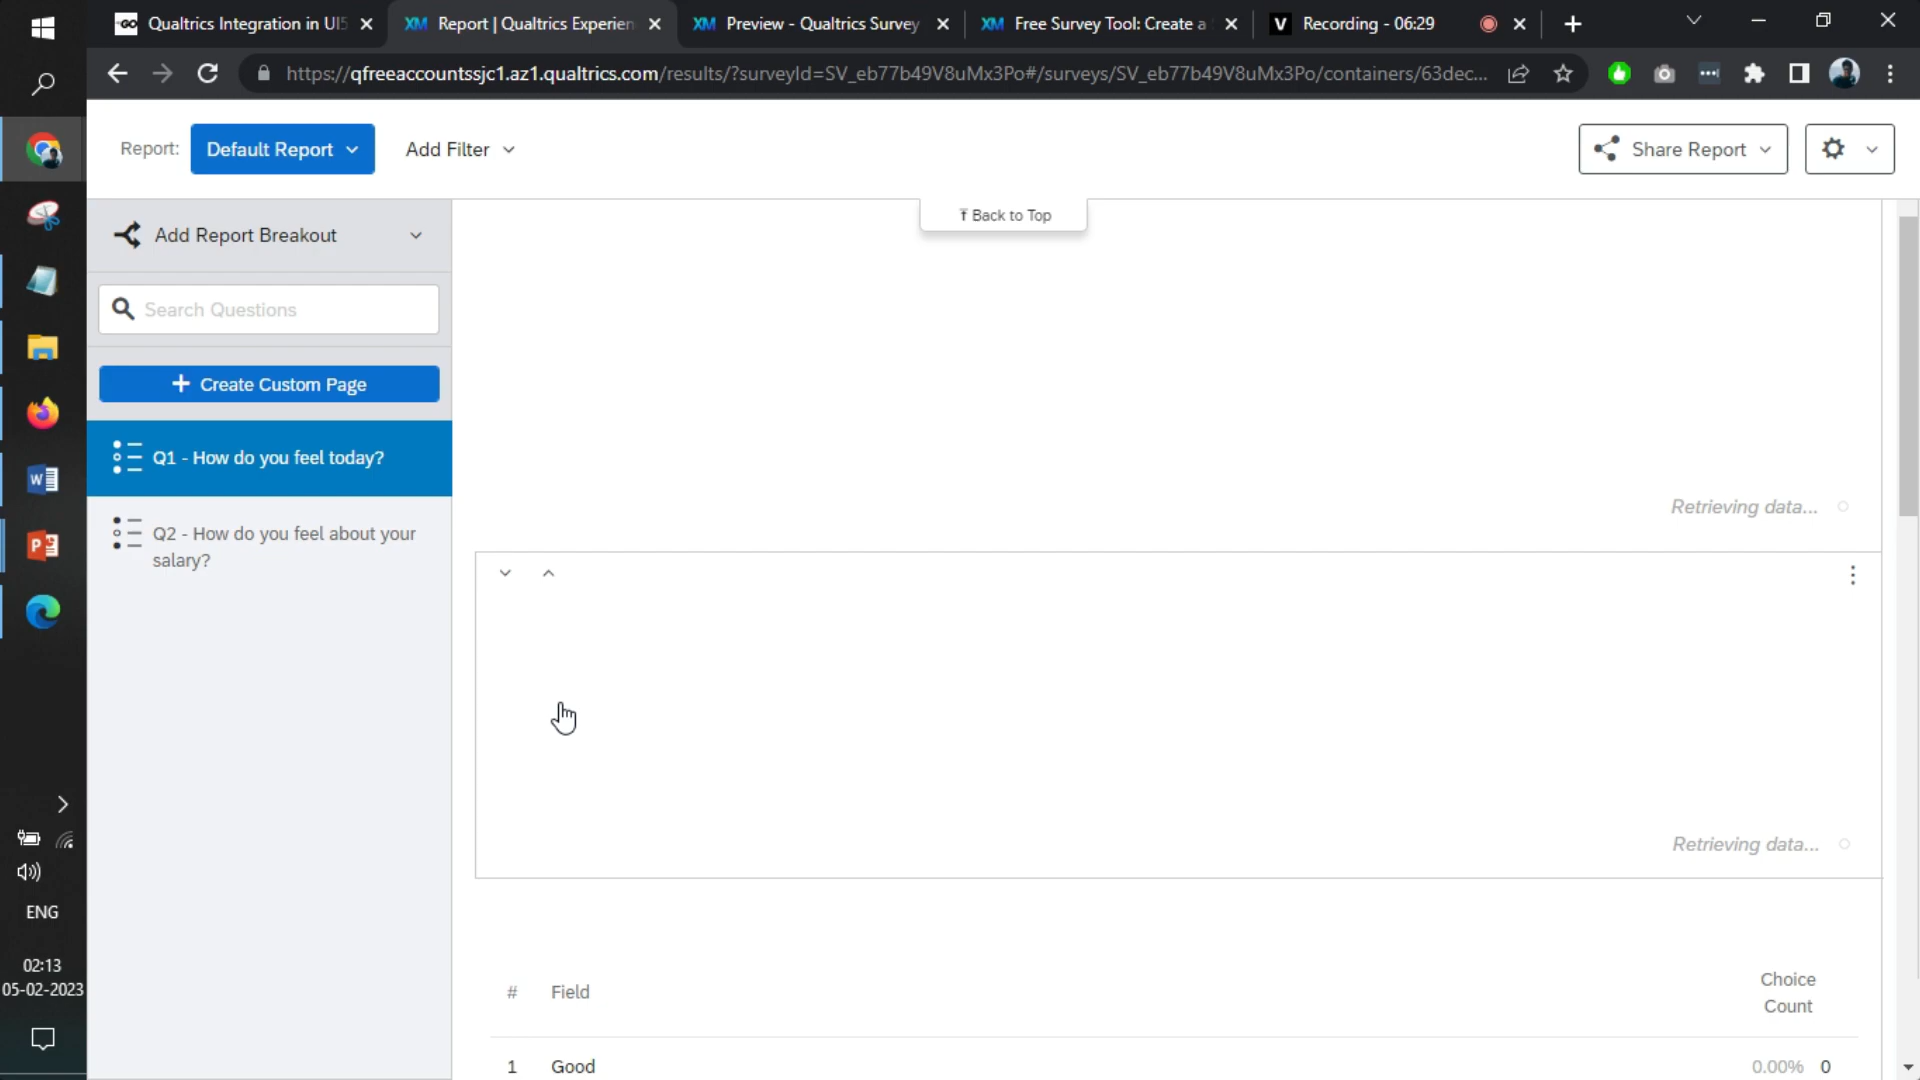 Qualtrics Integration in UI5
Report | Qualtrics Experien
Preview - Qualtrics Survey
Free Survey Tool: Create a
Recording - 06:29
https://qfreeaccountssjc1.az1.qualtrics.com/results/?surveyId=SV_eb77b49V8uMx3Po#/surveys/SV_eb77b49V8uMx3Po/containers/63dec...
Report:
Default Report
Add Filter
Share Report
Add Report Breakout
Back to Top
Search Questions
+ Create Custom Page
Q1 - How do you feel today?
Retrieving data...
Q2 - How do you feel about your
salary?
Retrieving data...
# Field
Choice
Count
1 Good 0.00% 0
ENG
02:13
05-02-2023